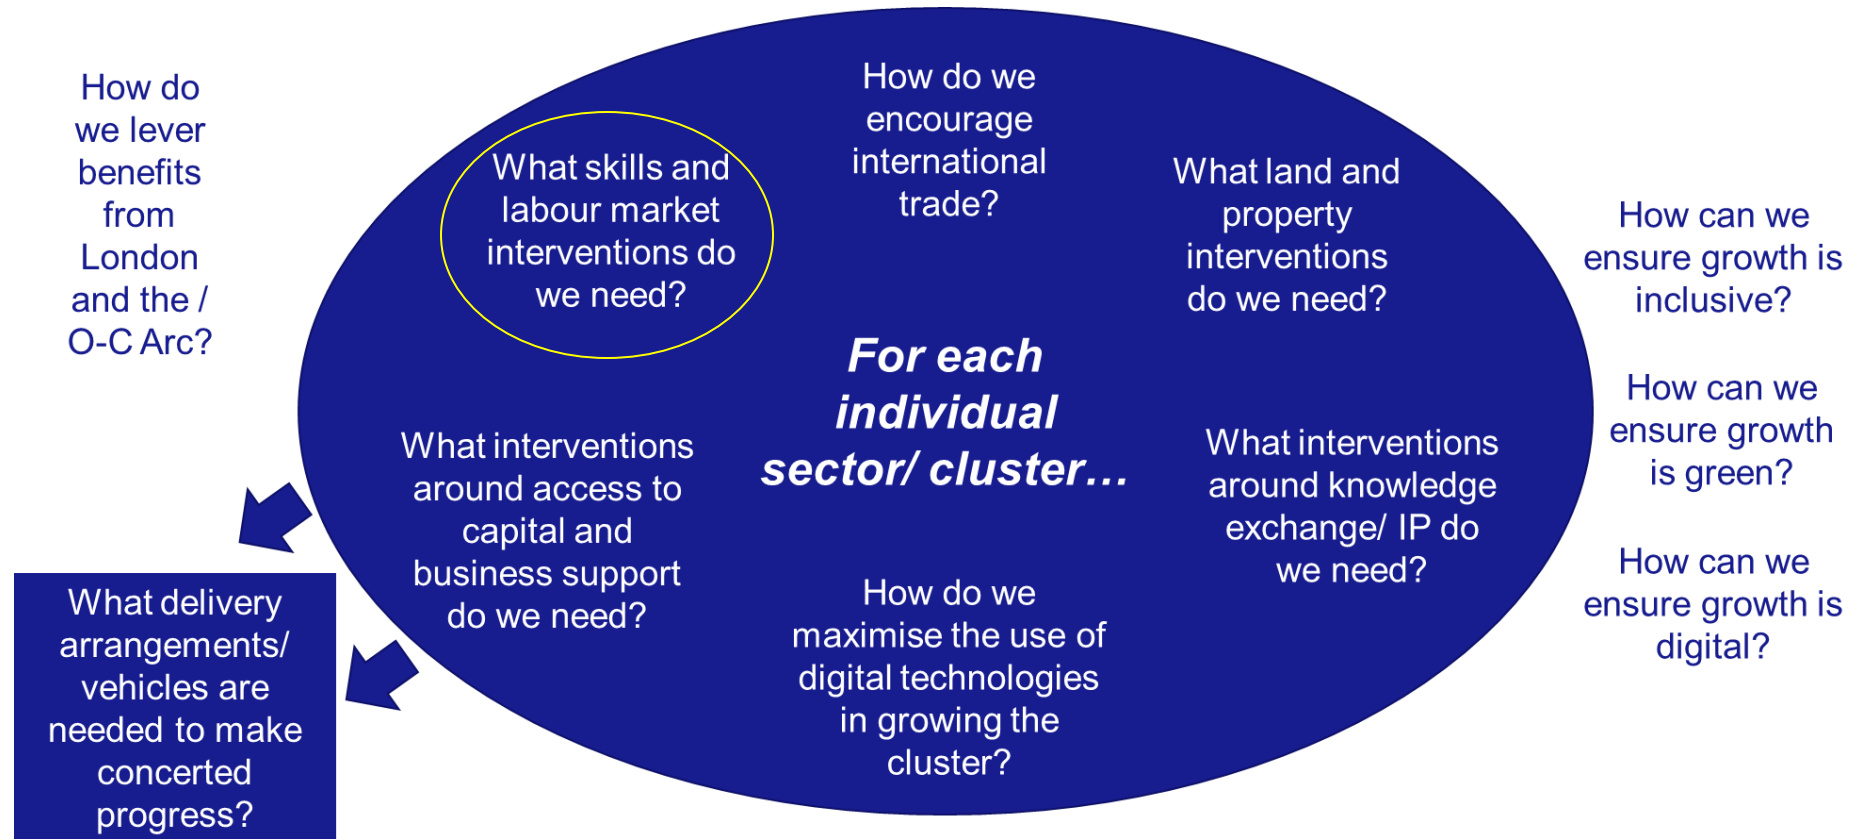 How do
we lever
benefits
from
London
and the /
O-C Arc?
What skills and
labour market
interventions do
we need?
How do we
encourage
international
trade?
What land and
property
interventions
do we need?
How can we
ensure growth is
inclusive?
For each
individual
sector/ cluster…
How can we
ensure growth
is green?
What interventions
around access to
capital and
business support
do we need?
What interventions
around knowledge
exchange/ IP do
we need?
How can we
ensure growth is
digital?
How do we
maximise the use of
digital technologies
in growing the
cluster?
What delivery
arrangements/
vehicles are
needed to make
concerted
progress?